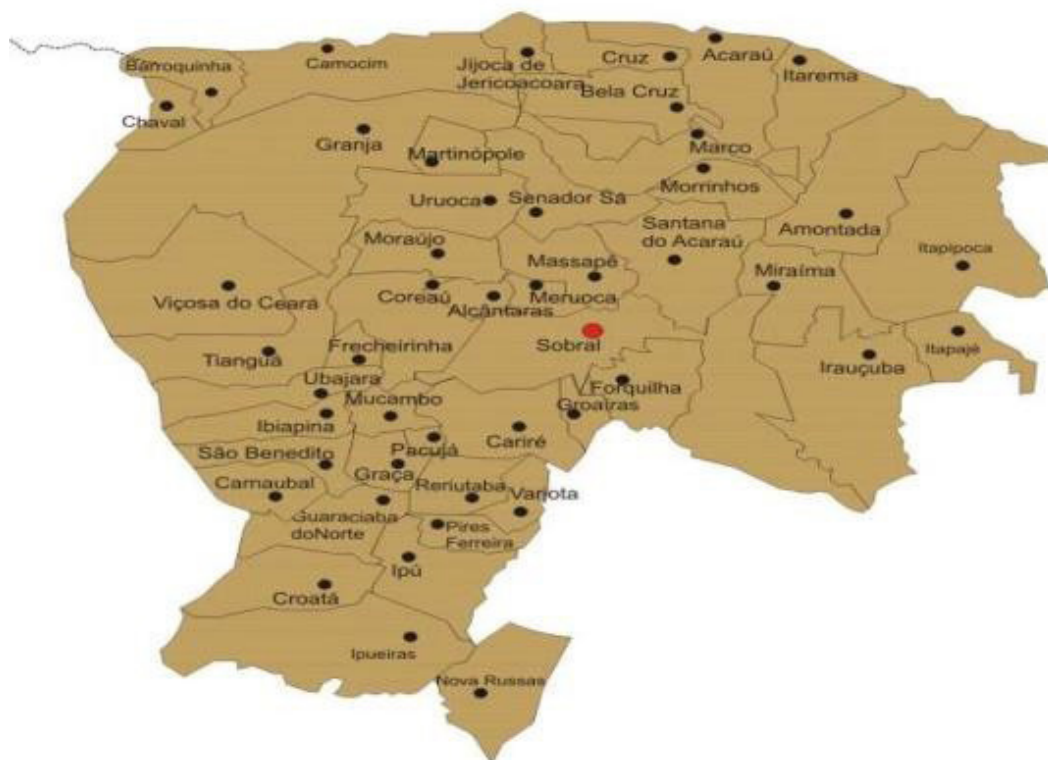 Barroquinha
Camocim
Jijoca de
Jericoacoara
Cruz
Acaraú
Itarema
Bela Cruz
Chaval
Granja
Martinópole
Março
Morrinhos
Uruoca
Senador Sá
Santana
do Acaraú
Amontada
Moraújo
Massapê
Itapipoca
Miraíma
Viçosa do Ceará
Coreaú
Alcântaras
Meruoca
Sobral
Frecheirinha
Tianguá
Itapajé
Irauçuba
Ubajara
Mucambo
Forquilha
Groaíras
Ibiapina
Cariré
São Benedito
Pacujá
Graça
Carnaubal
Reriutaba
Varjota
Guaraciaba
doNorte
Pires
Ferreira
Ipú
Croatá
Ipueiras
Nova Russas